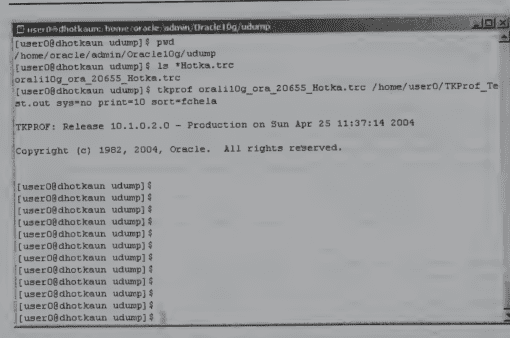 user0@dhotkaun: home/oracle/admin/Oracle10g/udump
[user0@dhotkaun udump]$ pwd
/home/oracle/admin/Oracle10g/udump
[user0@dhotkaun udump]$ ls *Hotka.trc
orali10g_ora_20655_Hotka.trc
[user0@dhotkaun udump]$ tkprof orali10g_ora_20655_Hotka.trc /home/user0/TKProf_Te
st.out sys=no print=10 sort=fchela
TKPROF: Release 10.1.0.2.0 - Production on Sun Apr 25 11:37:14 2004
Copyright (c) 1982, 2004, Oracle.  All rights reserved.
[user0@dhotkaun udump]$
[user0@dhotkaun udump]$
[user0@dhotkaun udump]$
[user0@dhotkaun udump]$
[user0@dhotkaun udump]$
[user0@dhotkaun udump]$
[user0@dhotkaun udump]$
[user0@dhotkaun udump]$
[user0@dhotkaun udump]$
[user0@dhotkaun udump]$
[user0@dhotkaun udump]$
[user0@dhotkaun udump]$